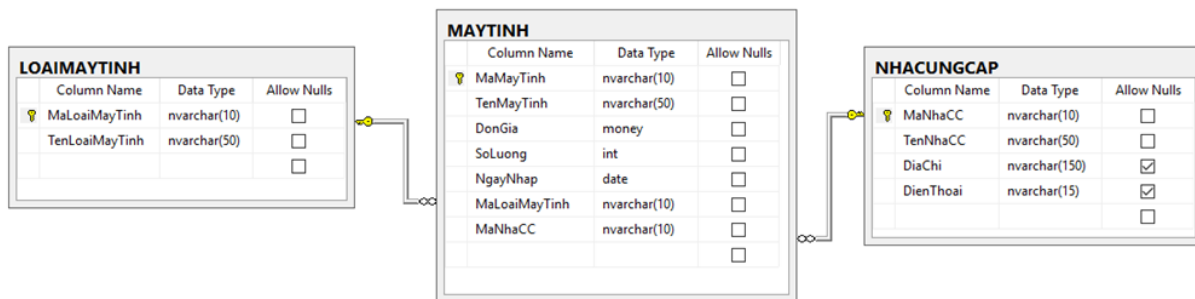 LOAIMAYTINH
Column Name Data Type Allow Nulls
MaLoaiMayTinh nvarchar(10)
TenLoaiMayTinh nvarchar(50)
MAYTINH
Column Name Data Type Allow Nulls
MaMayTinh nvarchar(10)
TenMayTinh nvarchar(50)
DonGia money
SoLuong int
NgayNhap date
MaLoaiMayTinh nvarchar(10)
MaNhaCC nvarchar(10)
NHACUNGCAP
Column Name Data Type Allow Nulls
MaNhaCC nvarchar(10)
TenNhaCC nvarchar(50)
DiaChi nvarchar(150)
DienThoai nvarchar(15)